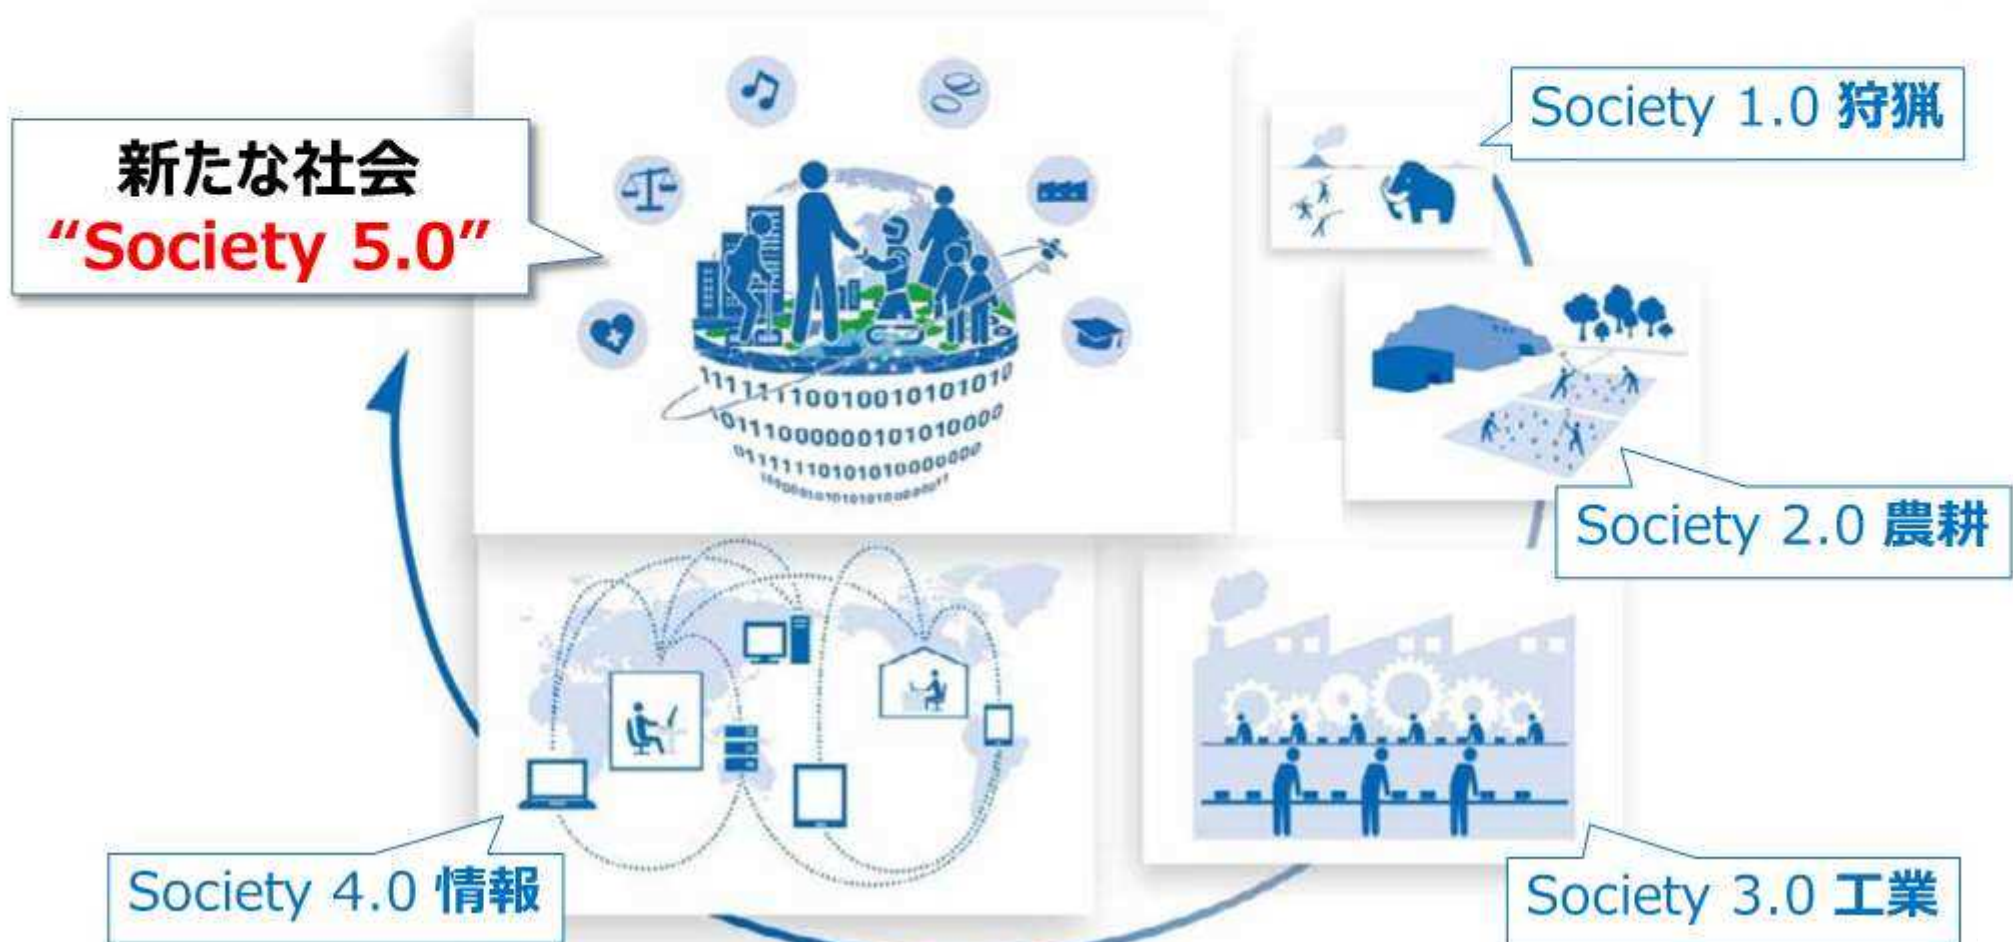 新たな社会
“Society 5.0”
Society 1.0 狩猟
Society 2.0 農耕
Society 3.0 工業
Society 4.0 情報